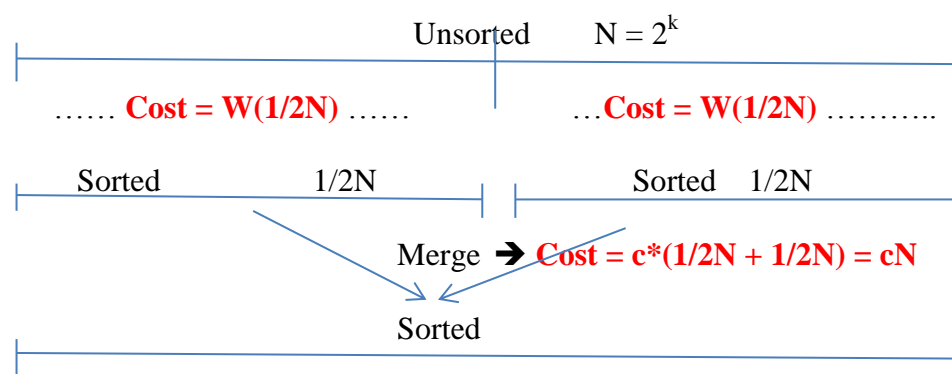 Unsorted N = 2^k
…… Cost = W(1/2N) …… …Cost = W(1/2N) ………..
Sorted 1/2N Sorted 1/2N
Merge ➔ Cost = c*(1/2N + 1/2N) = cN
Sorted